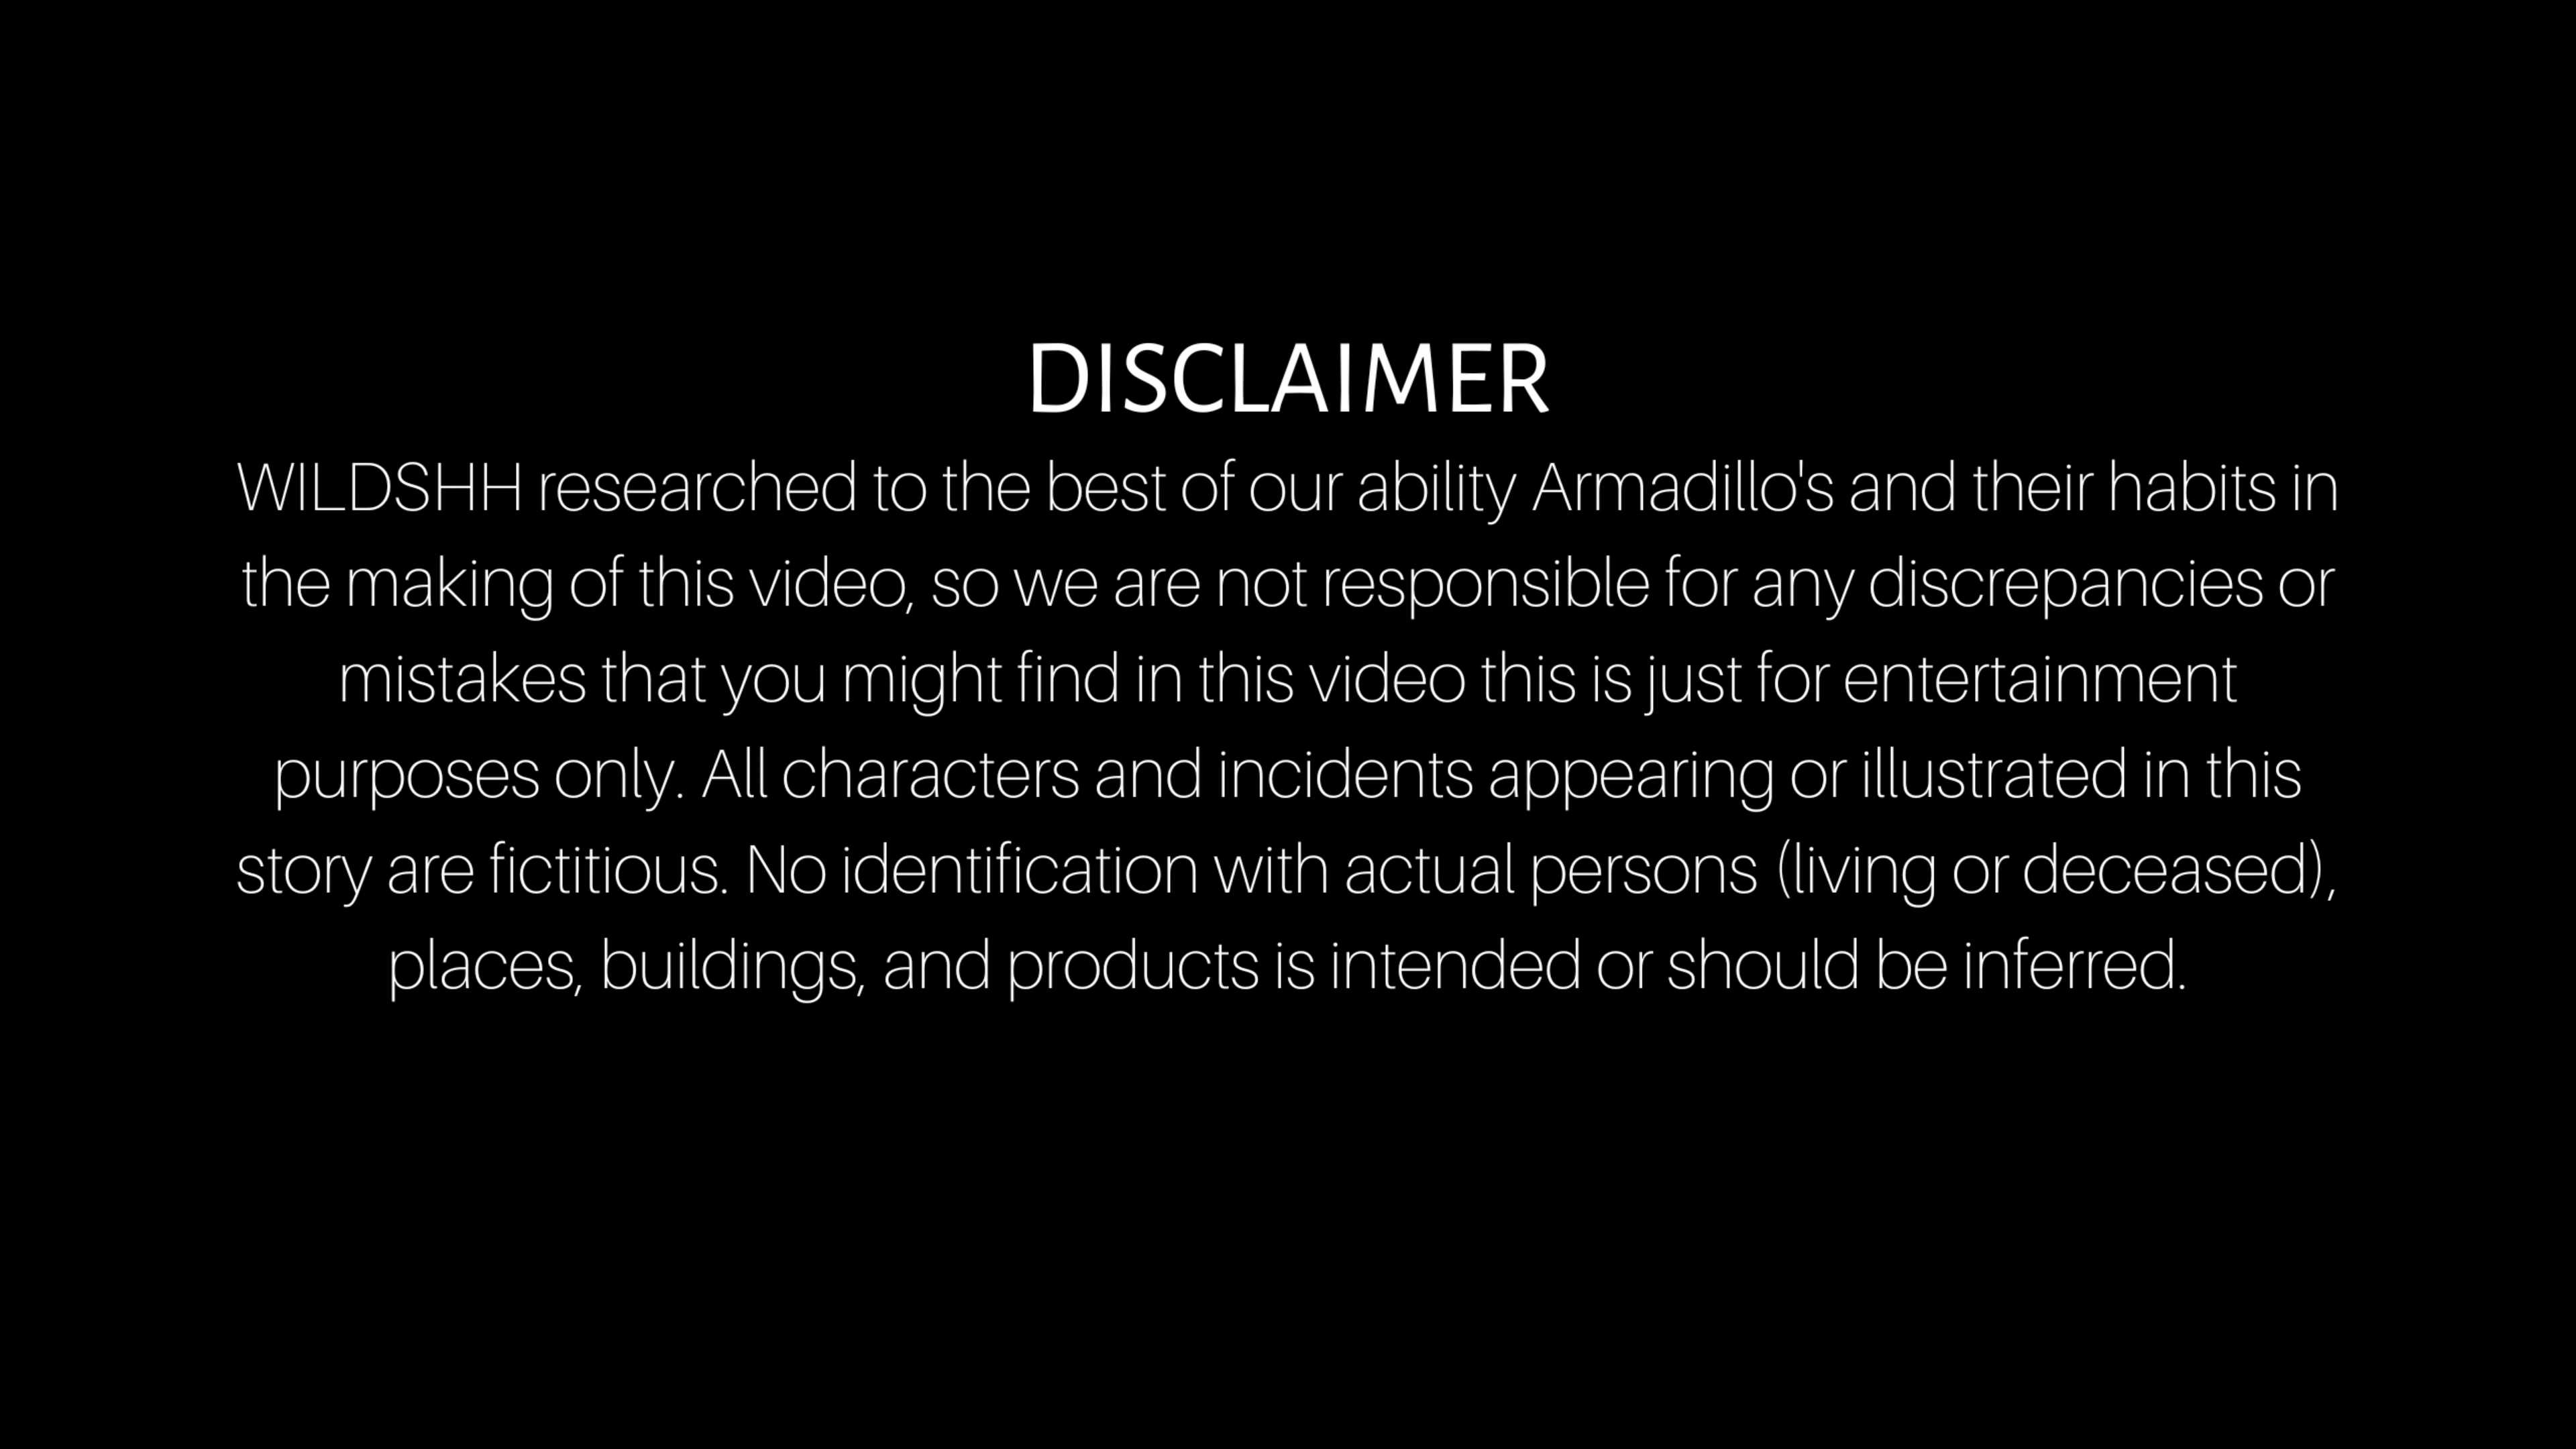 DISCLAIMER
WILDSHH researched to the best of our ability Armadillo's and their habits in
the making of this video, so we are not responsible for any discrepancies or
mistakes that you might find in this video this is just for entertainment
purposes only. All characters and incidents appearing or illustrated in this
story are fictitious. No identification with actual persons (living or deceased),
places, buildings, and products is intended or should be inferred.